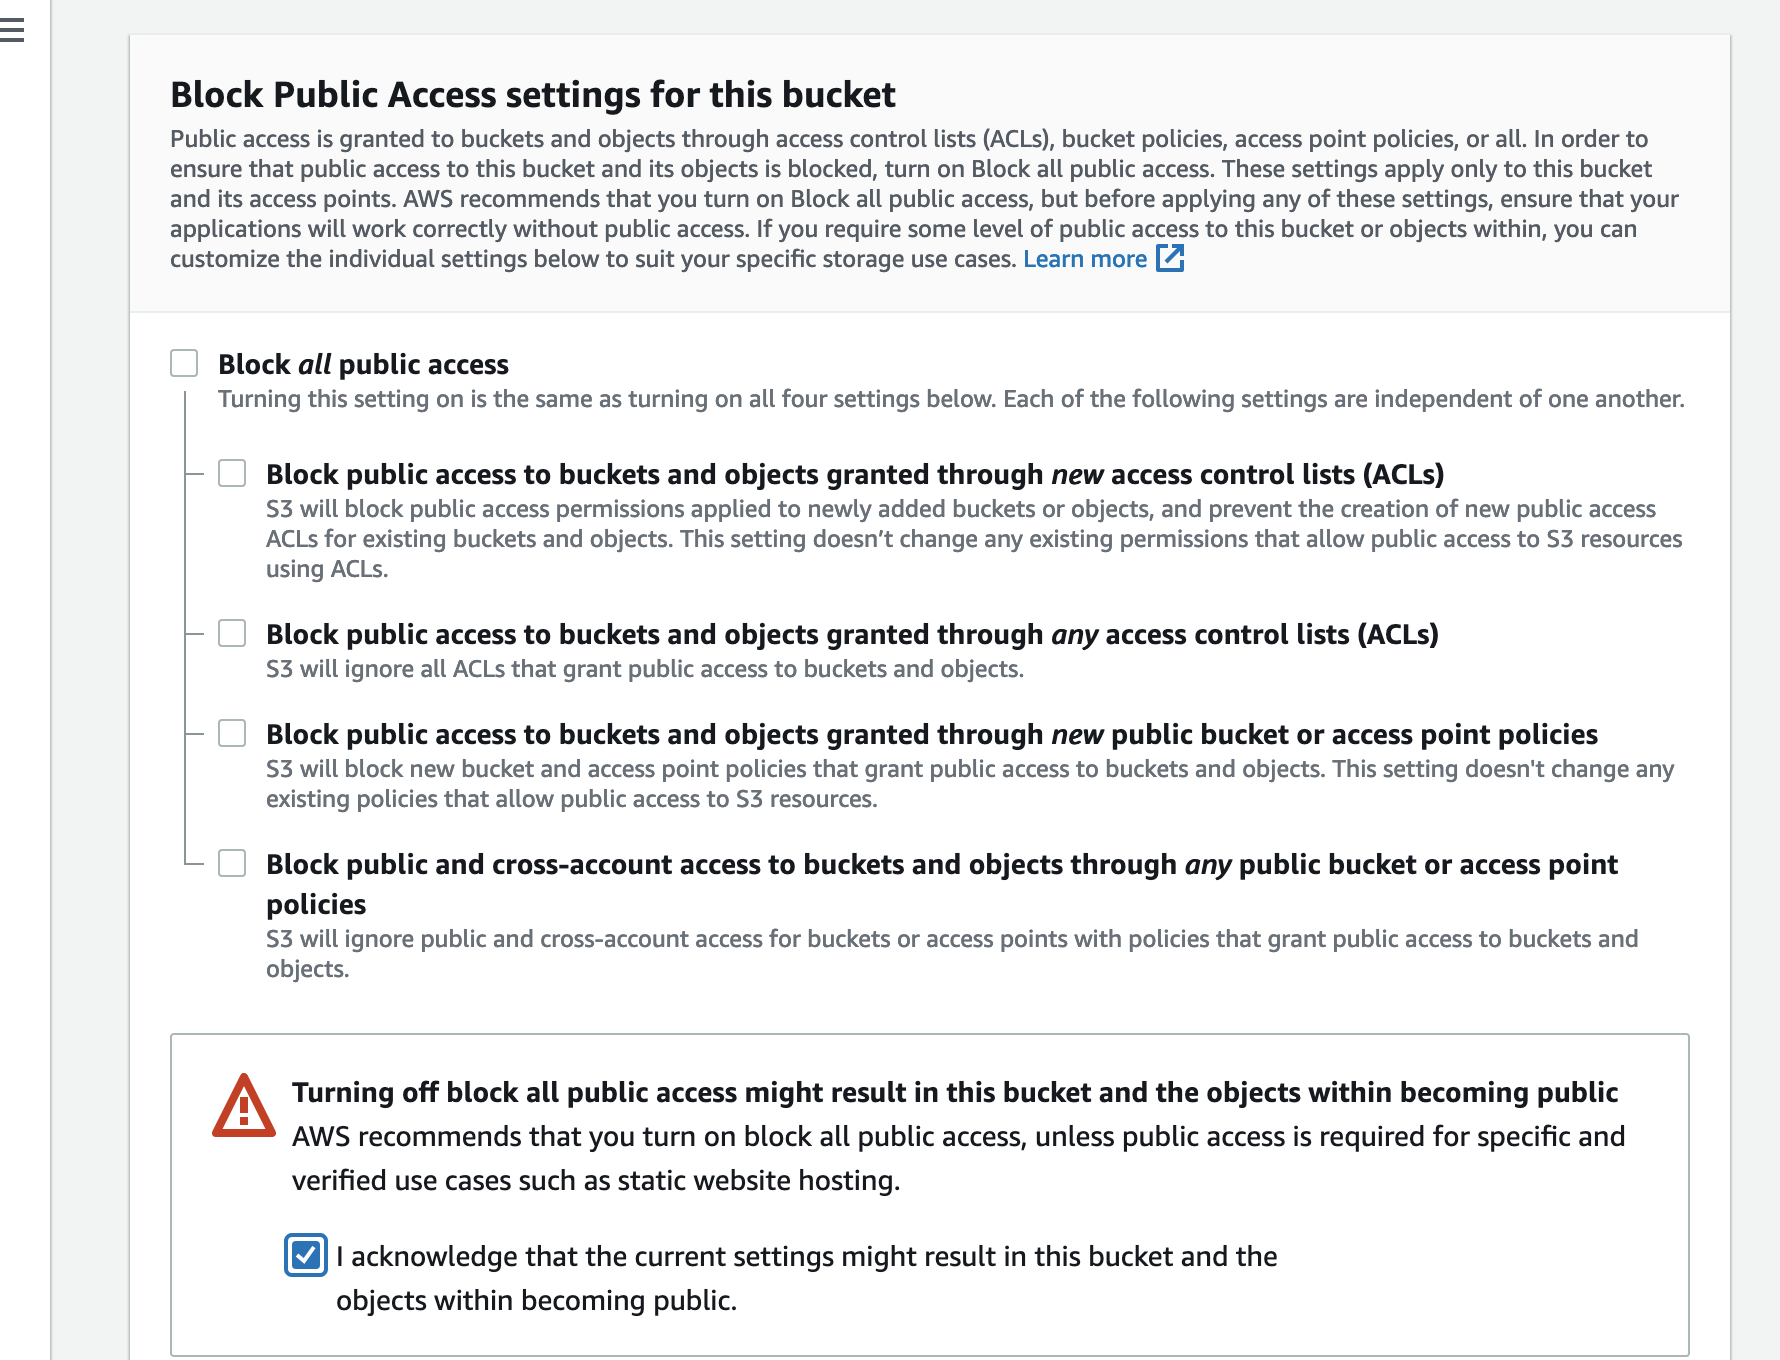 Block Public Access settings for this bucket
Public access is granted to buckets and objects through access control lists (ACLs), bucket policies, access point policies, or all. In order to
ensure that public access to this bucket and its objects is blocked, turn on Block all public access. These settings apply only to this bucket
and its access points. AWS recommends that you turn on Block all public access, but before applying any of these settings, ensure that your
applications will work correctly without public access. If you require some level of public access to this bucket or objects within, you can
customize the individual settings below to suit your specific storage use cases. Learn more
Block all public access
Turning this setting on is the same as turning on all four settings below. Each of the following settings are independent of one another.
Block public access to buckets and objects granted through new access control lists (ACLs)
S3 will block public access permissions applied to newly added buckets or objects, and prevent the creation of new public access
ACLs for existing buckets and objects. This setting doesn’t change any existing permissions that allow public access to S3 resources
using ACLs.
Block public access to buckets and objects granted through any access control lists (ACLs)
S3 will ignore all ACLs that grant public access to buckets and objects.
Block public access to buckets and objects granted through new public bucket or access point policies
S3 will block new bucket and access point policies that grant public access to buckets and objects. This setting doesn't change any
existing policies that allow public access to S3 resources.
Block public and cross-account access to buckets and objects through any public bucket or access point
policies
S3 will ignore public and cross-account access for buckets or access points with policies that grant public access to buckets and
objects.
Turning off block all public access might result in this bucket and the objects within becoming public
AWS recommends that you turn on block all public access, unless public access is required for specific and
verified use cases such as static website hosting.
I acknowledge that the current settings might result in this bucket and the
objects within becoming public.